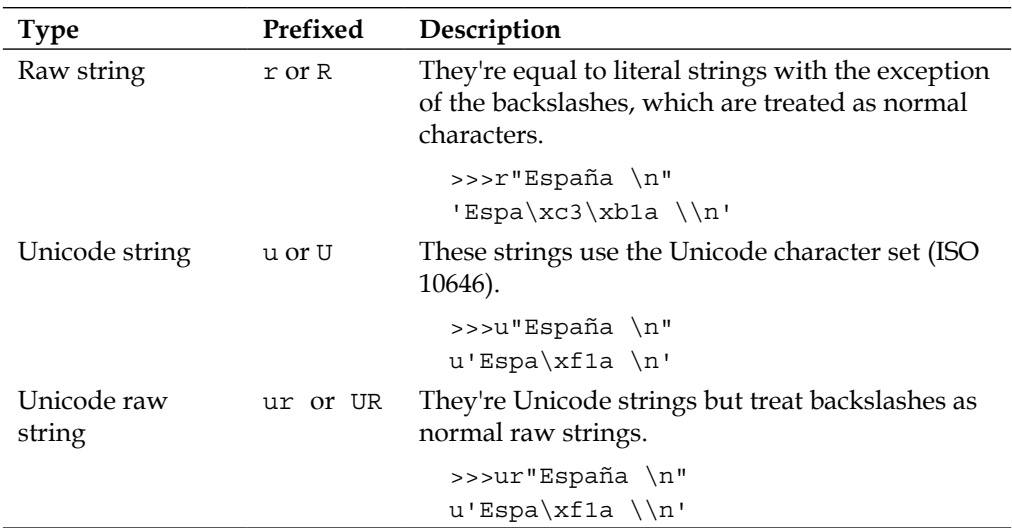 Type Prefixed Description
Raw string r or R They're equal to literal strings with the exception
of the backslashes, which are treated as normal
characters.
>>>r"España \n"
'Espa\xc3\xb1a \\n'
Unicode string u or U These strings use the Unicode character set (ISO
10646).
>>>u"España \n"
u'Espa\xf1a \n'
Unicode raw ur or UR They're Unicode strings but treat backslashes as
string normal raw strings.
>>>ur"España \n"
u'Espa\xf1a \\n'